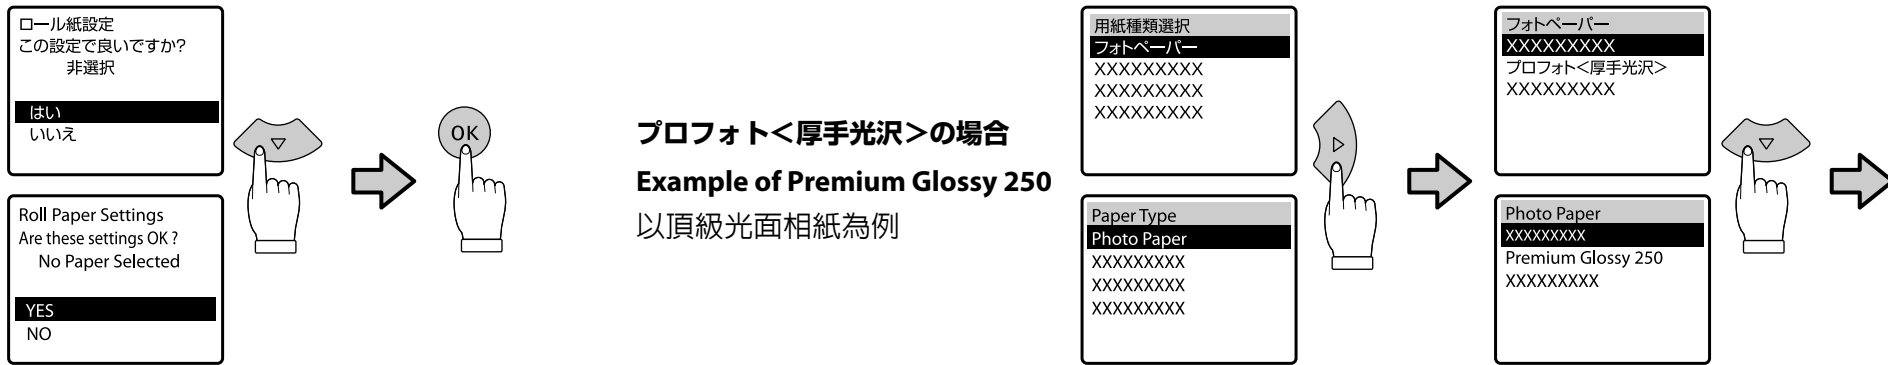 ロール紙設定
この設定で良いですか?
非選択
はい
いいえ
Roll Paper Settings
Are these settings OK ?
No Paper Selected
YES
NO
OK
プロフォト＜厚手光沢＞の場合
Example of Premium Glossy 250
以頂級光面相紙為例
用紙種類選択
フォトペーパー
XXXXXXXXX
XXXXXXXXX
XXXXXXXXX
Paper Type
Photo Paper
XXXXXXXXX
XXXXXXXXX
XXXXXXXXX
フォトペーパー
XXXXXXXXX
プロフォト＜厚手光沢＞
XXXXXXXXX
Photo Paper
XXXXXXXXX
Premium Glossy 250
XXXXXXXXX